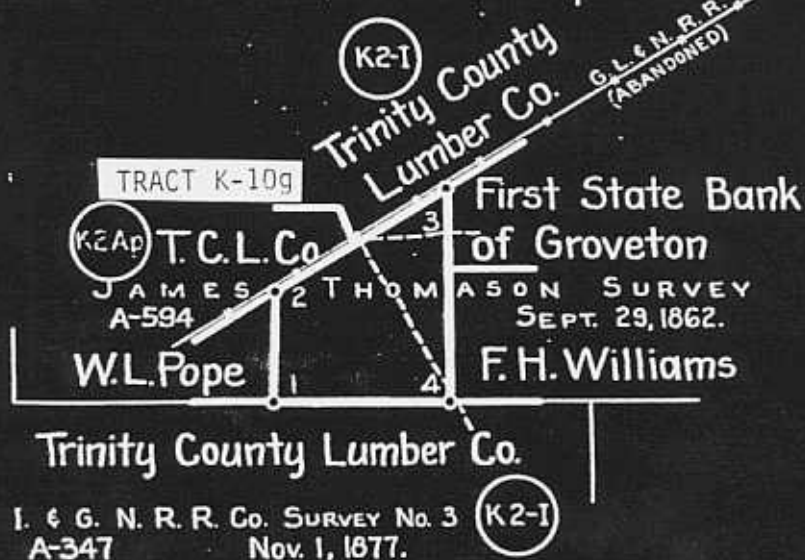 K2-I
Trinity County
Lumber Co.
G. L. & N. R. R.
(ABANDONED)
TRACT K-10g
K2Ap
T. C. L. Co.
3
First State Bank
of Groveton
JAMES THOMASON SURVEY
A-594
2
SEPT. 29, 1862.
W.L. Pope
1
4
F.H. Williams
Trinity County Lumber Co.
I. & G. N. R. R. Co. SURVEY No. 3
K2-I
A-347
Nov. 1, 1877.